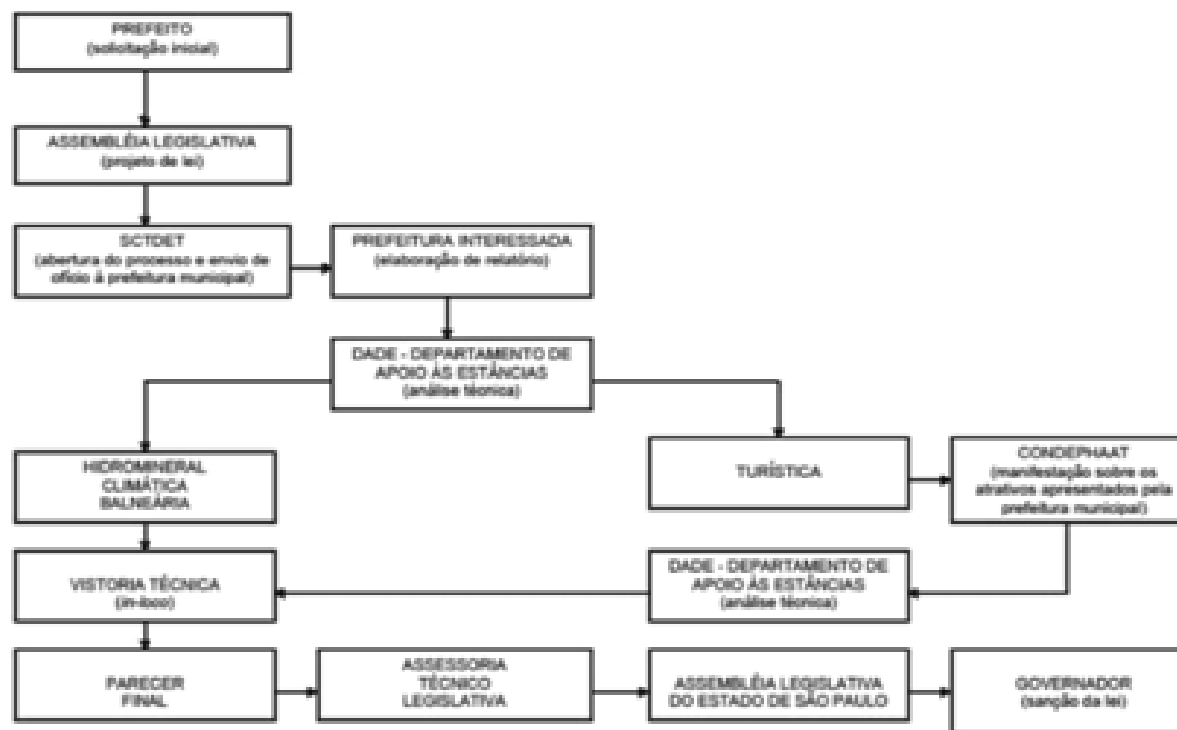 PREFEITO
(solicitação inicial)
ASSEMBLÉIA LEGISLATIVA
(projeto de lei)
SCTDET
(abertura do processo e envio de
ofício à prefeitura municipal)
PREFEITURA INTERESSADA
(elaboração de relatório)
DADE - DEPARTAMENTO DE
APOIO ÀS ESTÂNCIAS
(análise técnica)
HIDROMINERAL
CLIMÁTICA
BALNEÁRIA
TURÍSTICA
CONDEPHAAT
(manifestação sobre os
atrativos apresentados pela
prefeitura municipal)
VISTORIA TÉCNICA
(in-loco)
DADE - DEPARTAMENTO DE
APOIO ÀS ESTÂNCIAS
(análise técnica)
PARECER
FINAL
ASSESSORIA
TÉCNICO
LEGISLATIVA
ASSEMBLÉIA LEGISLATIVA
DO ESTADO DE SÃO PAULO
GOVERNADOR
(sanção da lei)